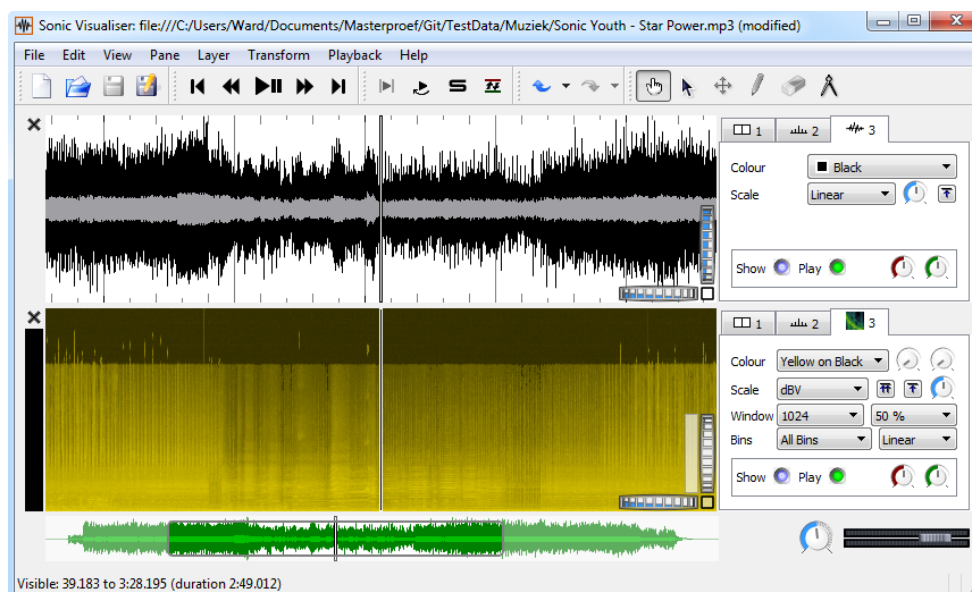 Sonic Visualiser: file:///C:/Users/Ward/Documents/Masterproef/Git/TestData/Muziek/Sonic Youth - Star Power.mp3 (modified)
File Edit View Pane Layer Transform Playback Help
1 2 3
Colour Black
Scale Linear
Show Play
1 2 3
Colour Yellow on Black
Scale dBV
Window 1024 50 %
Bins All Bins Linear
Show Play
Visible: 39.183 to 3:28.195 (duration 2:49.012)